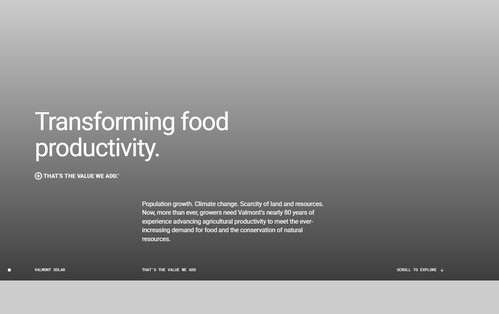 Transforming food
productivity.
THAT'S THE VALUE WE ADD.™
Population growth. Climate change. Scarcity of land and resources.
Now, more than ever, growers need Valmont's nearly 80 years of
experience advancing agricultural productivity to meet the ever-
increasing demand for food and the conservation of natural
resources.
VALMONT SOLAR
THAT'S THE VALUE WE ADD
SCROLL TO EXPLORE ↓